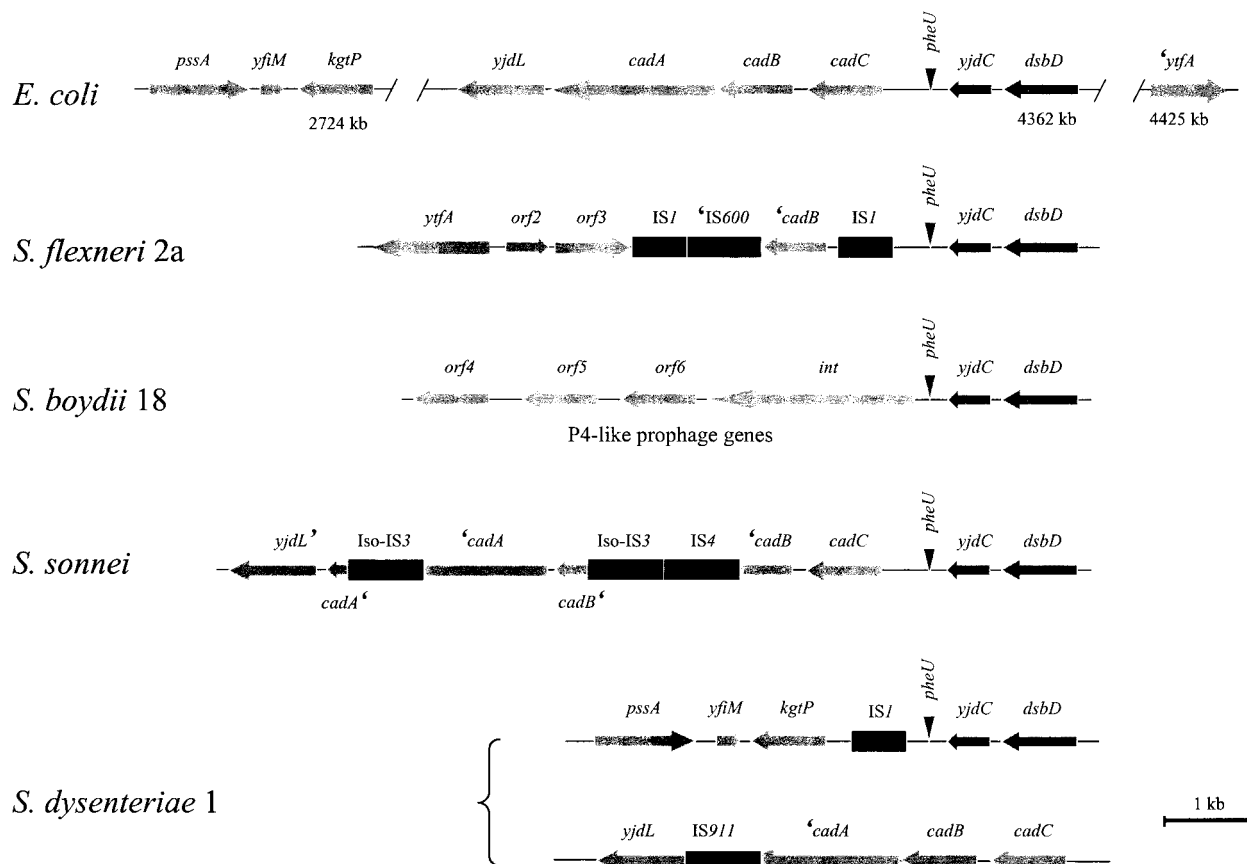 pheU
pssA yfiM kgtP yjdL cadA cadB cadC yjdC dsbD ‘ytfA
E. coli
2724 kb 4362 kb 4425 kb
pheU
ytfA orf2 orf3 IS1 ‘IS600 ‘cadB IS1 yjdC dsbD
S. flexneri 2a
pheU
orf4 orf5 orf6 int yjdC dsbD
S. boydii 18
P4-like prophage genes
pheU
yjdL’ Iso-IS3 ‘cadA Iso-IS3 IS4 ‘cadB cadC yjdC dsbD
S. sonnei
cadA‘ cadB‘
pheU
pssA yfiM kgtP IS1 yjdC dsbD
S. dysenteriae 1
1 kb
yjdL IS911 ‘cadA cadB cadC